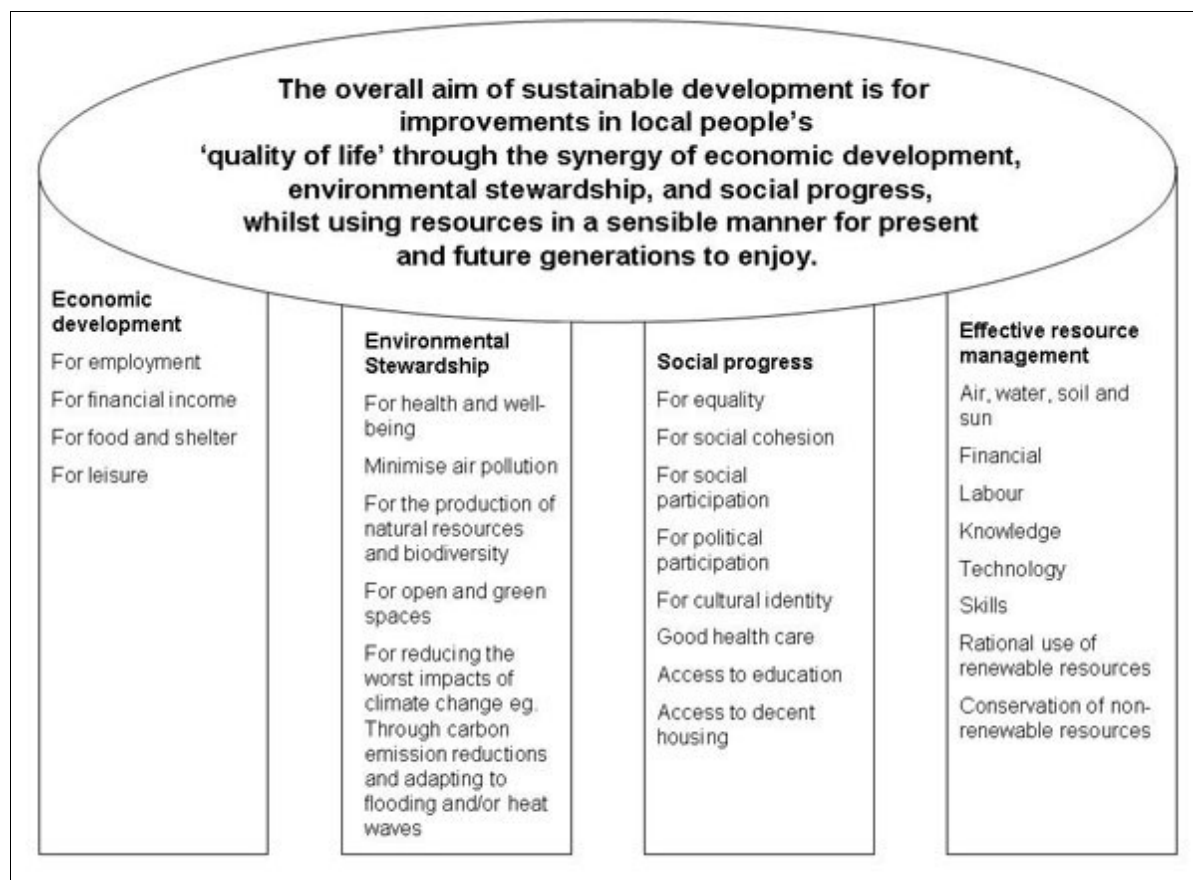 The overall aim of sustainable development is for
improvements in local people's
‘quality of life’ through the synergy of economic development,
environmental stewardship, and social progress,
whilst using resources in a sensible manner for present
and future generations to enjoy.
Economic
development
For employment
For financial income
For food and shelter
For leisure
Environmental
Stewardship
For health and well-
being
Minimise air pollution
For the production of
natural resources
and biodiversity
For open and green
spaces
For reducing the
worst impacts of
climate change eg.
Through carbon
emission reductions
and adapting to
flooding and/or heat
waves
Social progress
For equality
For social cohesion
For social
participation
For political
participation
For cultural identity
Good health care
Access to education
Access to decent
housing
Effective resource
management
Air, water, soil and
sun
Financial
Labour
Knowledge
Technology
Skills
Rational use of
renewable resources
Conservation of non-
renewable resources